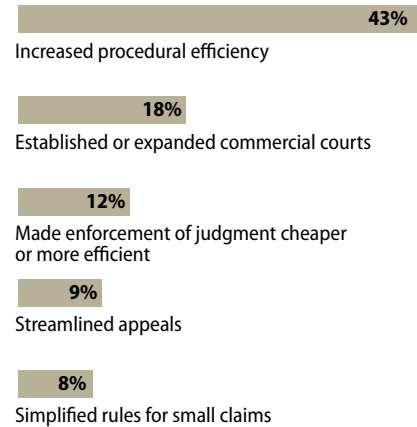 43%
Increased procedural efficiency
18%
Established or expanded commercial courts
12%
Made enforcement of judgment cheaper
or more efficient
9%
Streamlined appeals
8%
Simplified rules for small claims